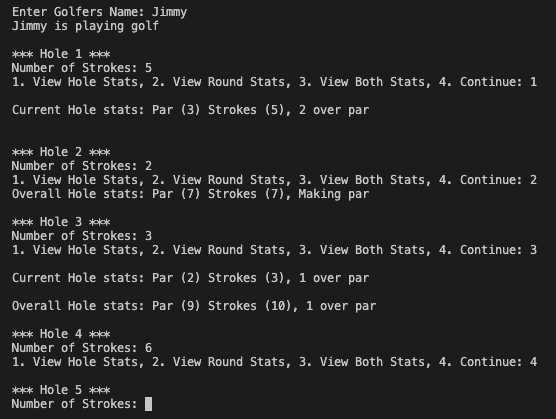 Enter Golfers Name: Jimmy
Jimmy is playing golf
*** Hole 1 ***
Number of Strokes: 5
1. View Hole Stats, 2. View Round Stats, 3. View Both Stats, 4. Continue: 1
Current Hole stats: Par (3) Strokes (5), 2 over par
*** Hole 2 ***
Number of Strokes: 2
1. View Hole Stats, 2. View Round Stats, 3. View Both Stats, 4. Continue: 2
Overall Hole stats: Par (7) Strokes (7), Making par
*** Hole 3 ***
Number of Strokes: 3
1. View Hole Stats, 2. View Round Stats, 3. View Both Stats, 4. Continue: 3
Current Hole stats: Par (2) Strokes (3), 1 over par
Overall Hole stats: Par (9) Strokes (10), 1 over par
*** Hole 4 ***
Number of Strokes: 6
1. View Hole Stats, 2. View Round Stats, 3. View Both Stats, 4. Continue: 4
*** Hole 5 ***
Number of Strokes: